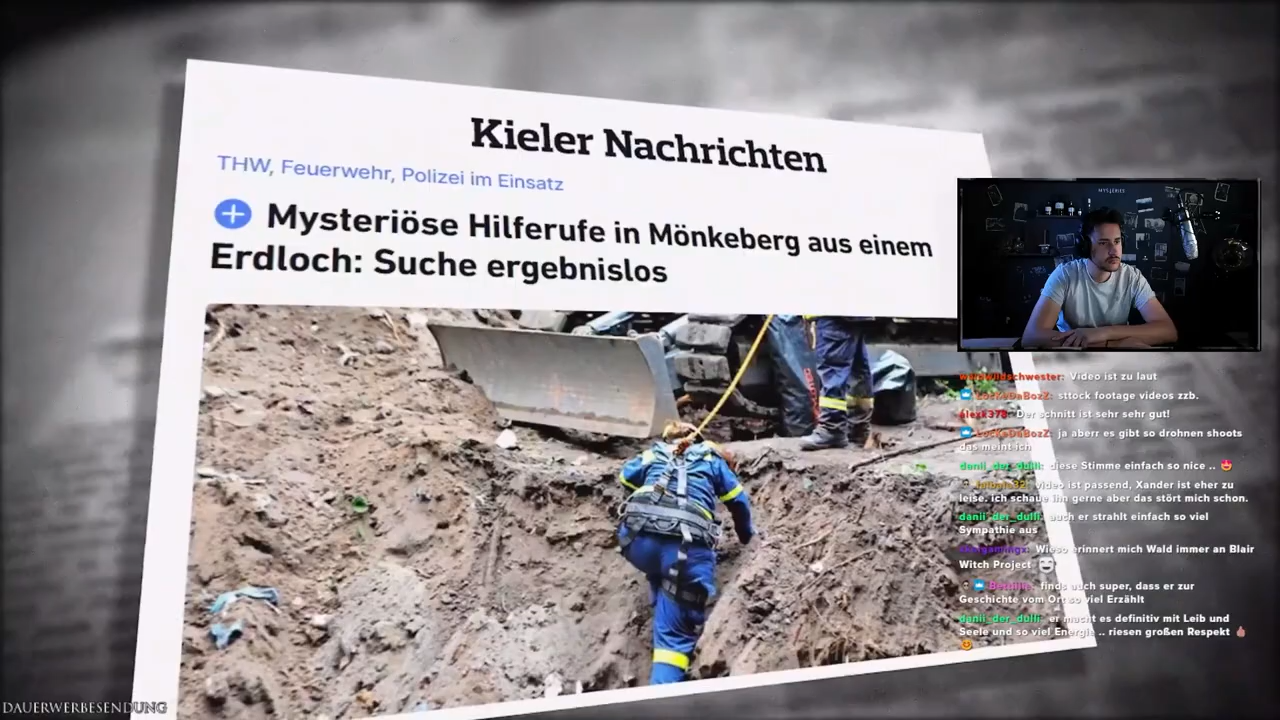 Kieler Nachrichten
THW, Feuerwehr, Polizei im Einsatz
Mysteriöse Hilferufe in Mönkeberg aus einem
Erdloch: Suche ergebnislos
MYSTERIES
Video ist zu laut
LocKeDaBozZ: sttock footage videos zzb.
alexk378: Der schnitt ist sehr sehr gut!
LocKeDaBozZ: ja aberr es gibt so drohnen shoots
das meint ich
danii_der_dulli: diese Stimme einfach so nice ..
video ist passend, Xander ist eher zu
leise. ich schaue ihn gerne aber das stört mich schon.
danii_der_dulli: auch er strahlt einfach so viel
Sympathie aus
Wieso erinnert mich Wald immer an Blair
Witch Project
finds auch super, dass er zur
Geschichte vom Ort so viel Erzählt
danii_der_dulli: er macht es definitiv mit Leib und
Seele und so viel Energie .. riesen großen Respekt
DAUERWERBESENDUNG